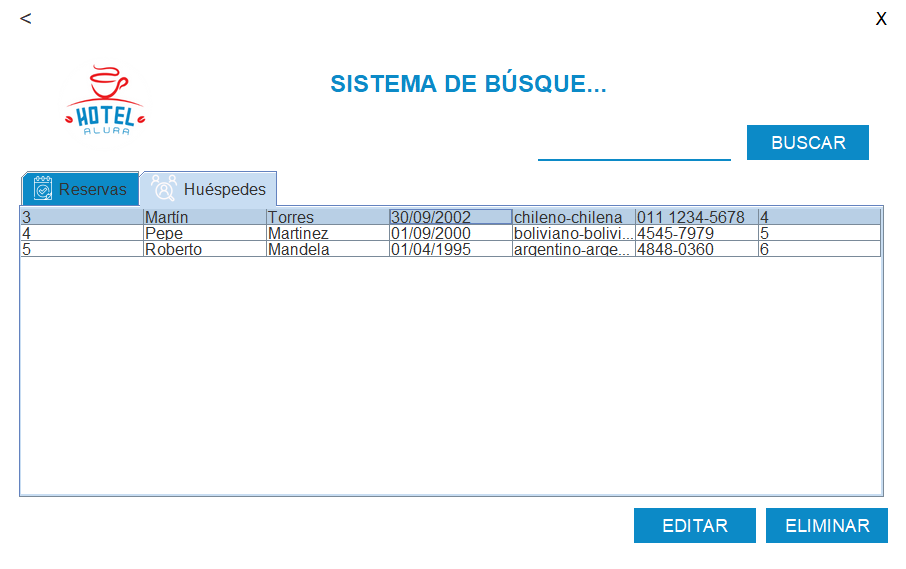 < X
SISTEMA DE BÚSQUE...
HOTEL
ALURA
BUSCAR
Reservas Huéspedes
3 Martín Torres 30/09/2002 chileno-chilena 011 1234-5678 4
4 Pepe Martinez 01/09/2000 boliviano-bolivi... 4545-7979 5
5 Roberto Mandela 01/04/1995 argentino-arge... 4848-0360 6
EDITAR ELIMINAR